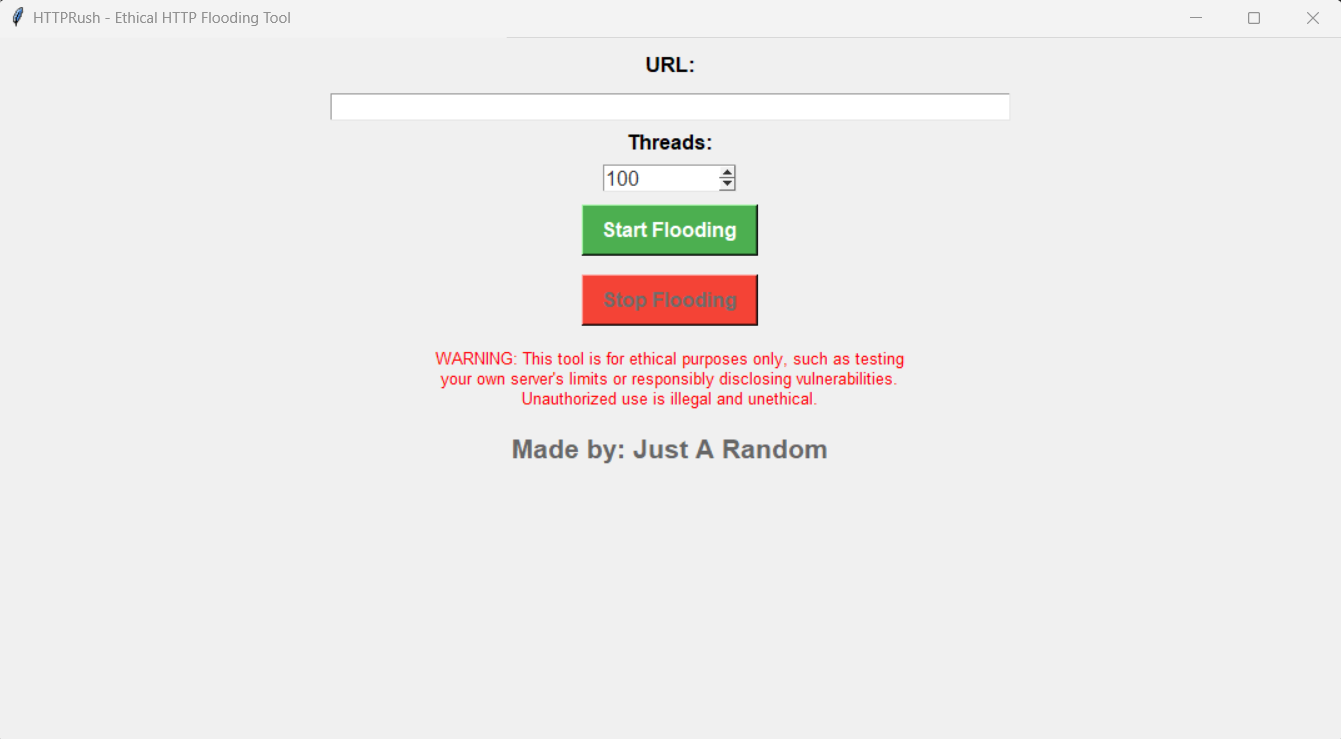 HTTPRush - Ethical HTTP Flooding Tool
URL:
Threads:
100
Start Flooding
Stop Flooding
WARNING: This tool is for ethical purposes only, such as testing
your own server's limits or responsibly disclosing vulnerabilities.
Unauthorized use is illegal and unethical.
Made by: Just A Random